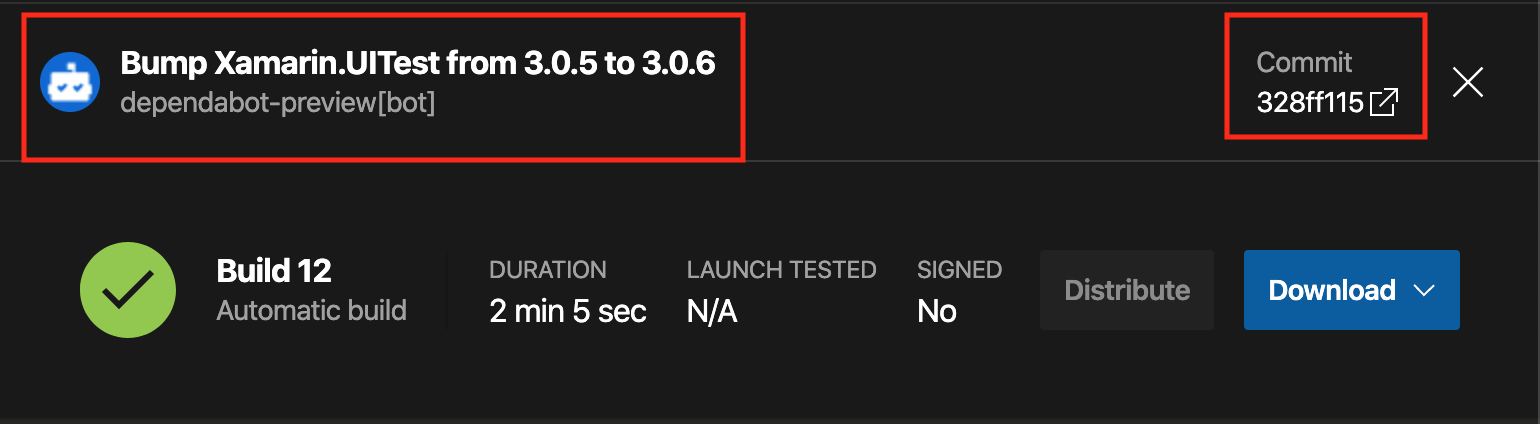 Bump Xamarin.UITest from 3.0.5 to 3.0.6
dependabot-preview[bot]
Commit
328ff115
Build 12
Automatic build
DURATION
2 min 5 sec
LAUNCH TESTED
N/A
SIGNED
No
Distribute
Download